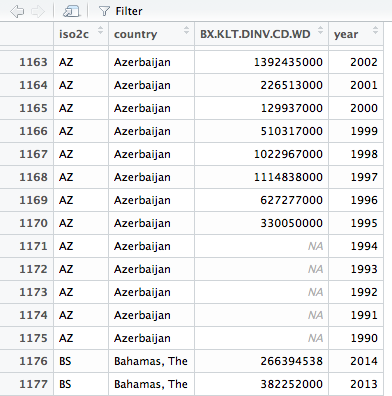 Filter
iso2c country BX.KLT.DINV.CD.WD year
1163 AZ Azerbaijan 1392435000 2002
1164 AZ Azerbaijan 226513000 2001
1165 AZ Azerbaijan 129937000 2000
1166 AZ Azerbaijan 510317000 1999
1167 AZ Azerbaijan 1022967000 1998
1168 AZ Azerbaijan 1114838000 1997
1169 AZ Azerbaijan 627277000 1996
1170 AZ Azerbaijan 330050000 1995
1171 AZ Azerbaijan NA 1994
1172 AZ Azerbaijan NA 1993
1173 AZ Azerbaijan NA 1992
1174 AZ Azerbaijan NA 1991
1175 AZ Azerbaijan NA 1990
1176 BS Bahamas, The 266394538 2014
1177 BS Bahamas, The 382252000 2013